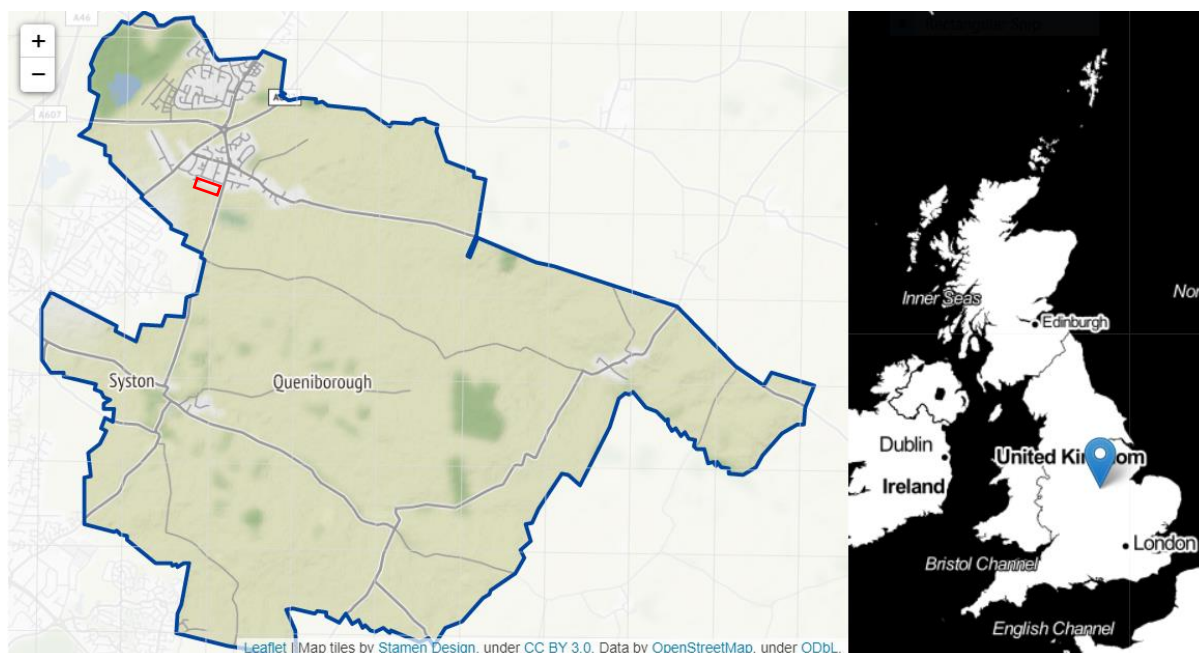 +
−
A46
A607
Syston
Queniborough
Leaflet | Map tiles by Stamen Design, under CC BY 3.0. Data by OpenStreetMap, under ODbL.
Inner Seas
Edinburgh
Dublin
United Kingdom
Ireland
London
Bristol Channel
English Channel